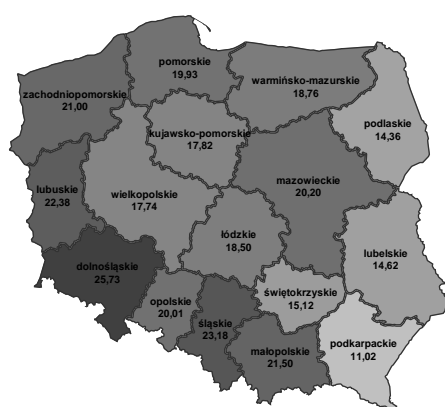 pomorskie
19,93
warmińsko-mazurskie
18,76
zachodniopomorskie
21,00
podlaskie
14,36
kujawsko-pomorskie
17,82
mazowieckie
20,20
lubuskie
22,38
wielkopolskie
17,74
łódzkie
18,50
lubelskie
14,62
dolnośląskie
25,73
świętokrzyskie
15,12
opolskie
20,01
śląskie
23,18
małopolskie
21,50
podkarpackie
11,02